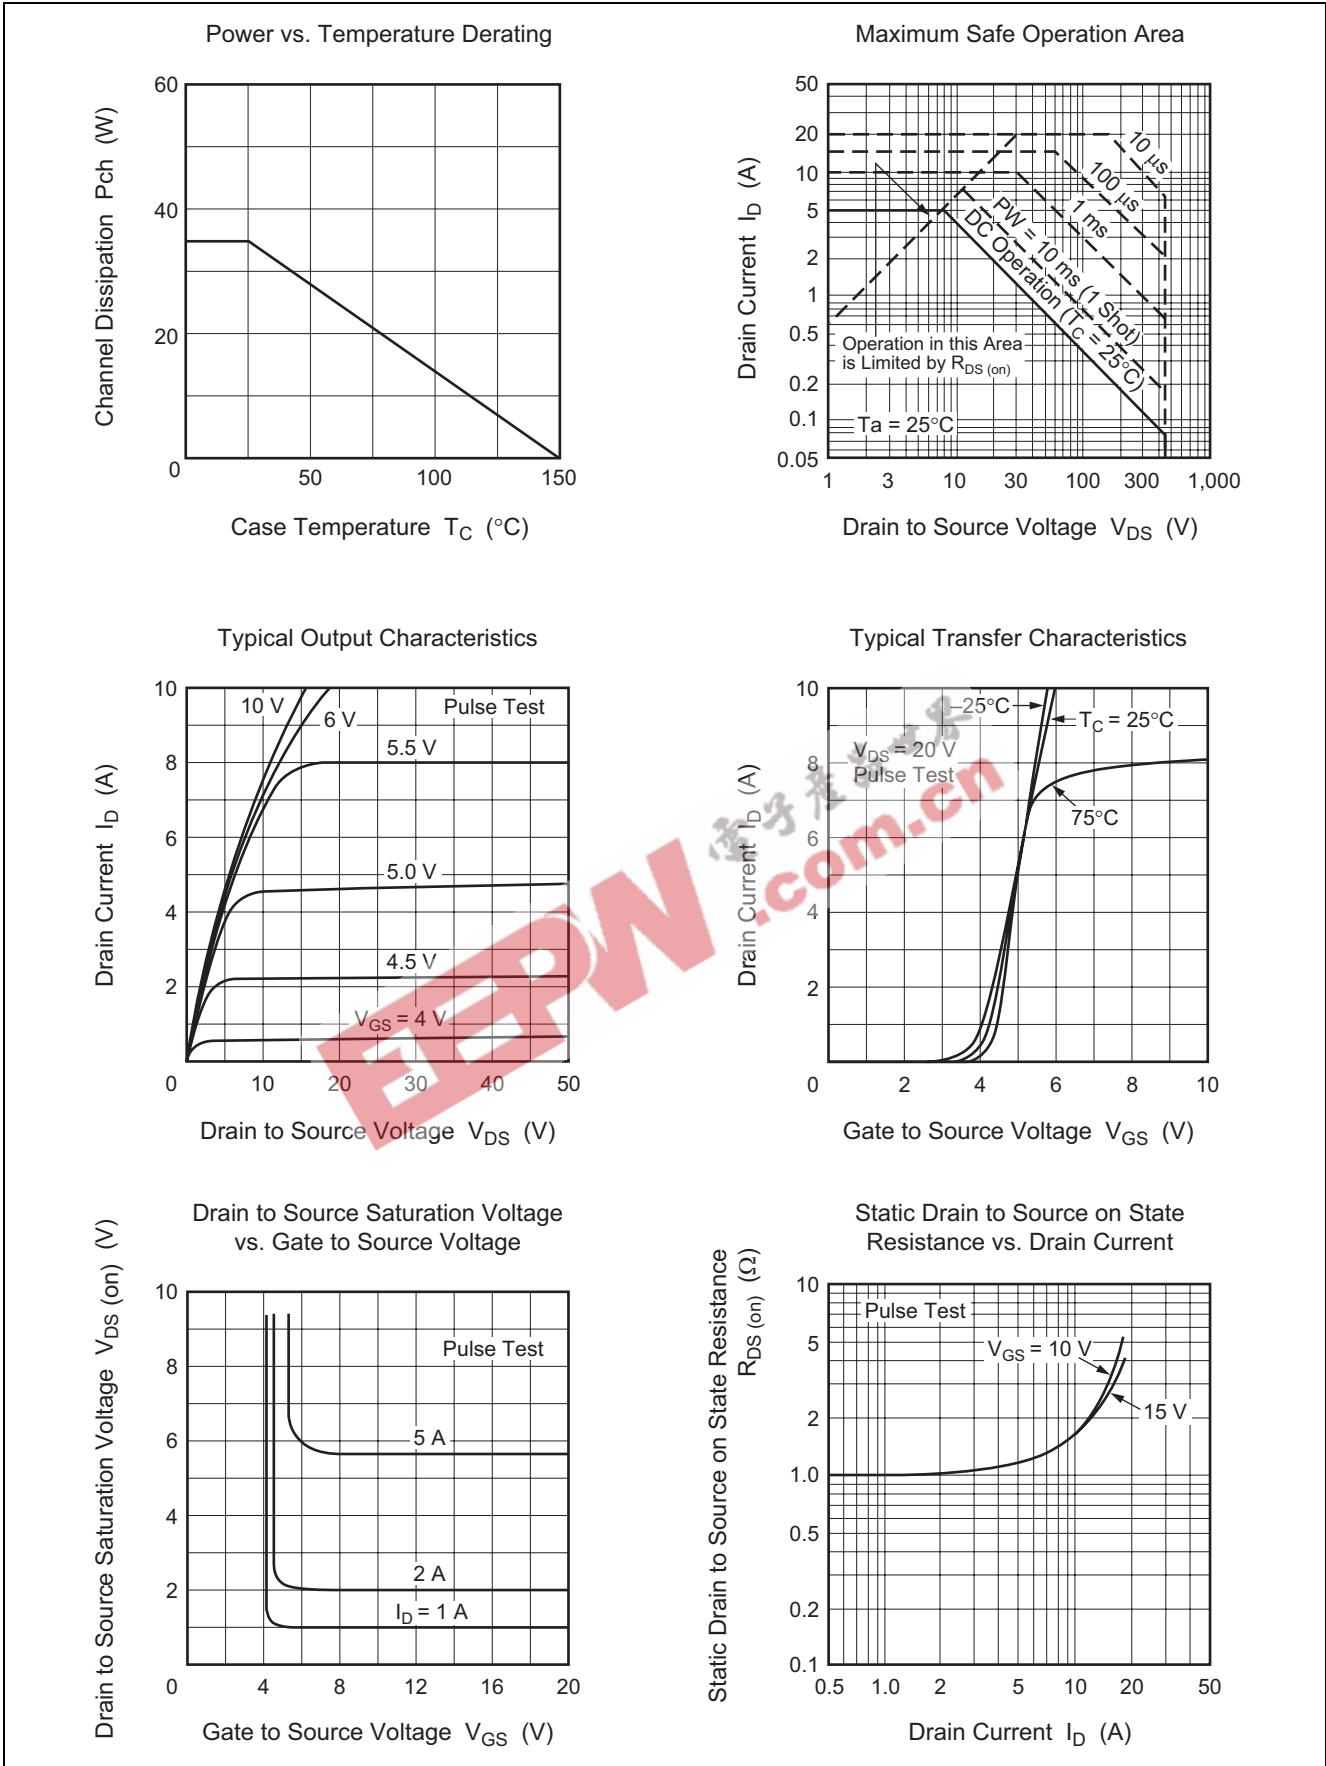 Power vs. Temperature Derating
60
40
20
0
50
100
150
Channel Dissipation Pch (W)
Case Temperature TC (°C)
Maximum Safe Operation Area
50
20
10
5
2
1
0.5
0.2
0.1
0.05
1
3
10
30
100
300
1,000
Drain Current ID (A)
Drain to Source Voltage VDS (V)
10 μs
100 μs
1 ms
PW = 10 ms (1 Shot)
DC Operation (TC = 25°C)
Operation in this Area
is Limited by RDS (on)
Ta = 25°C
Typical Output Characteristics
10
8
6
4
2
0
10
20
30
40
50
Drain Current ID (A)
Drain to Source Voltage VDS (V)
10 V
6 V
Pulse Test
5.5 V
5.0 V
4.5 V
VGS = 4 V
Typical Transfer Characteristics
10
8
6
4
2
0
2
4
6
8
10
Drain Current ID (A)
Gate to Source Voltage VGS (V)
–25°C
TC = 25°C
VDS = 20 V
Pulse Test
75°C
EEPW
電子產品世界
.com.cn
Drain to Source Saturation Voltage
vs. Gate to Source Voltage
10
8
6
4
2
0
4
8
12
16
20
Drain to Source Saturation Voltage VDS (on) (V)
Gate to Source Voltage VGS (V)
Pulse Test
5 A
2 A
ID = 1 A
Static Drain to Source on State
Resistance vs. Drain Current
10
5
2
1.0
0.5
0.2
0.1
0.5
1.0
2
5
10
20
50
Static Drain to Source on State Resistance
RDS (on) (Ω)
Drain Current ID (A)
Pulse Test
VGS = 10 V
15 V